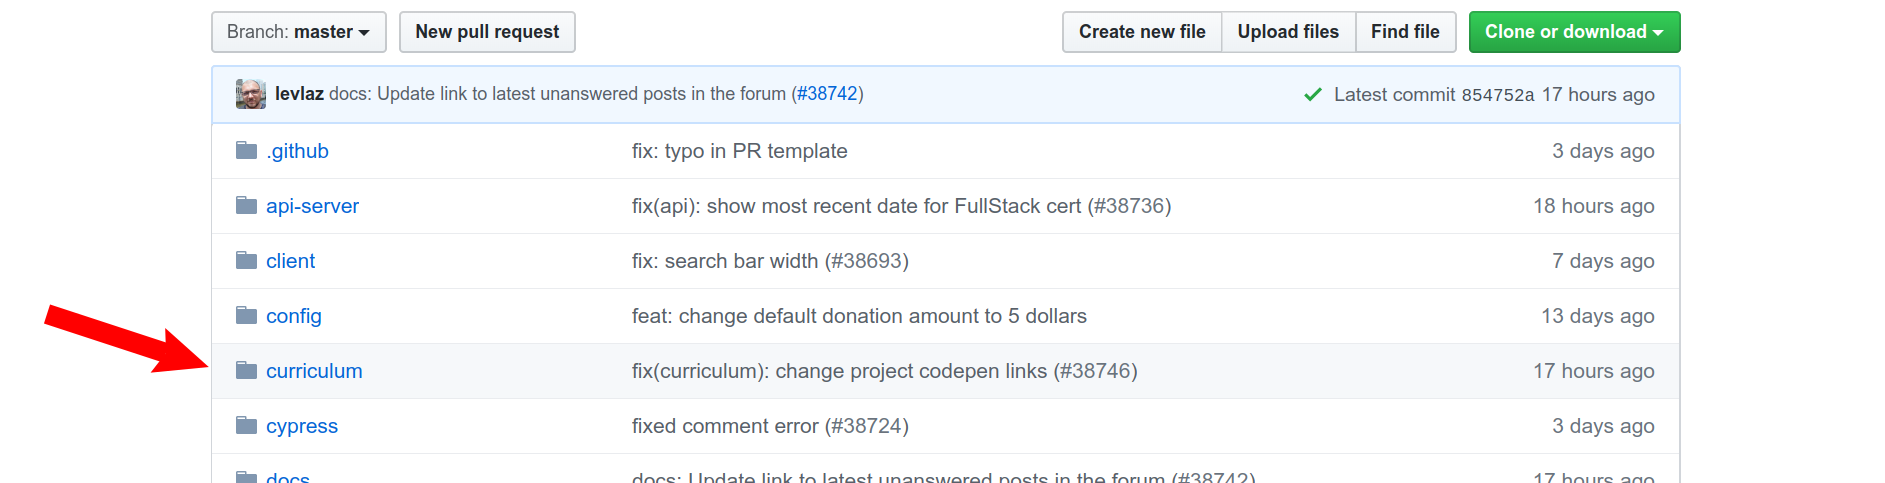 Branch: master New pull request Create new file Upload files Find file Clone or download
levlaz docs: Update link to latest unanswered posts in the forum (#38742) Latest commit 854752a 17 hours ago
.github fix: typo in PR template 3 days ago
api-server fix(api): show most recent date for FullStack cert (#38736) 18 hours ago
client fix: search bar width (#38693) 7 days ago
config feat: change default donation amount to 5 dollars 13 days ago
curriculum fix(curriculum): change project codepen links (#38746) 17 hours ago
cypress fixed comment error (#38724) 3 days ago
docs docs: Update link to latest unanswered posts in the forum (#38742) 17 hours ago